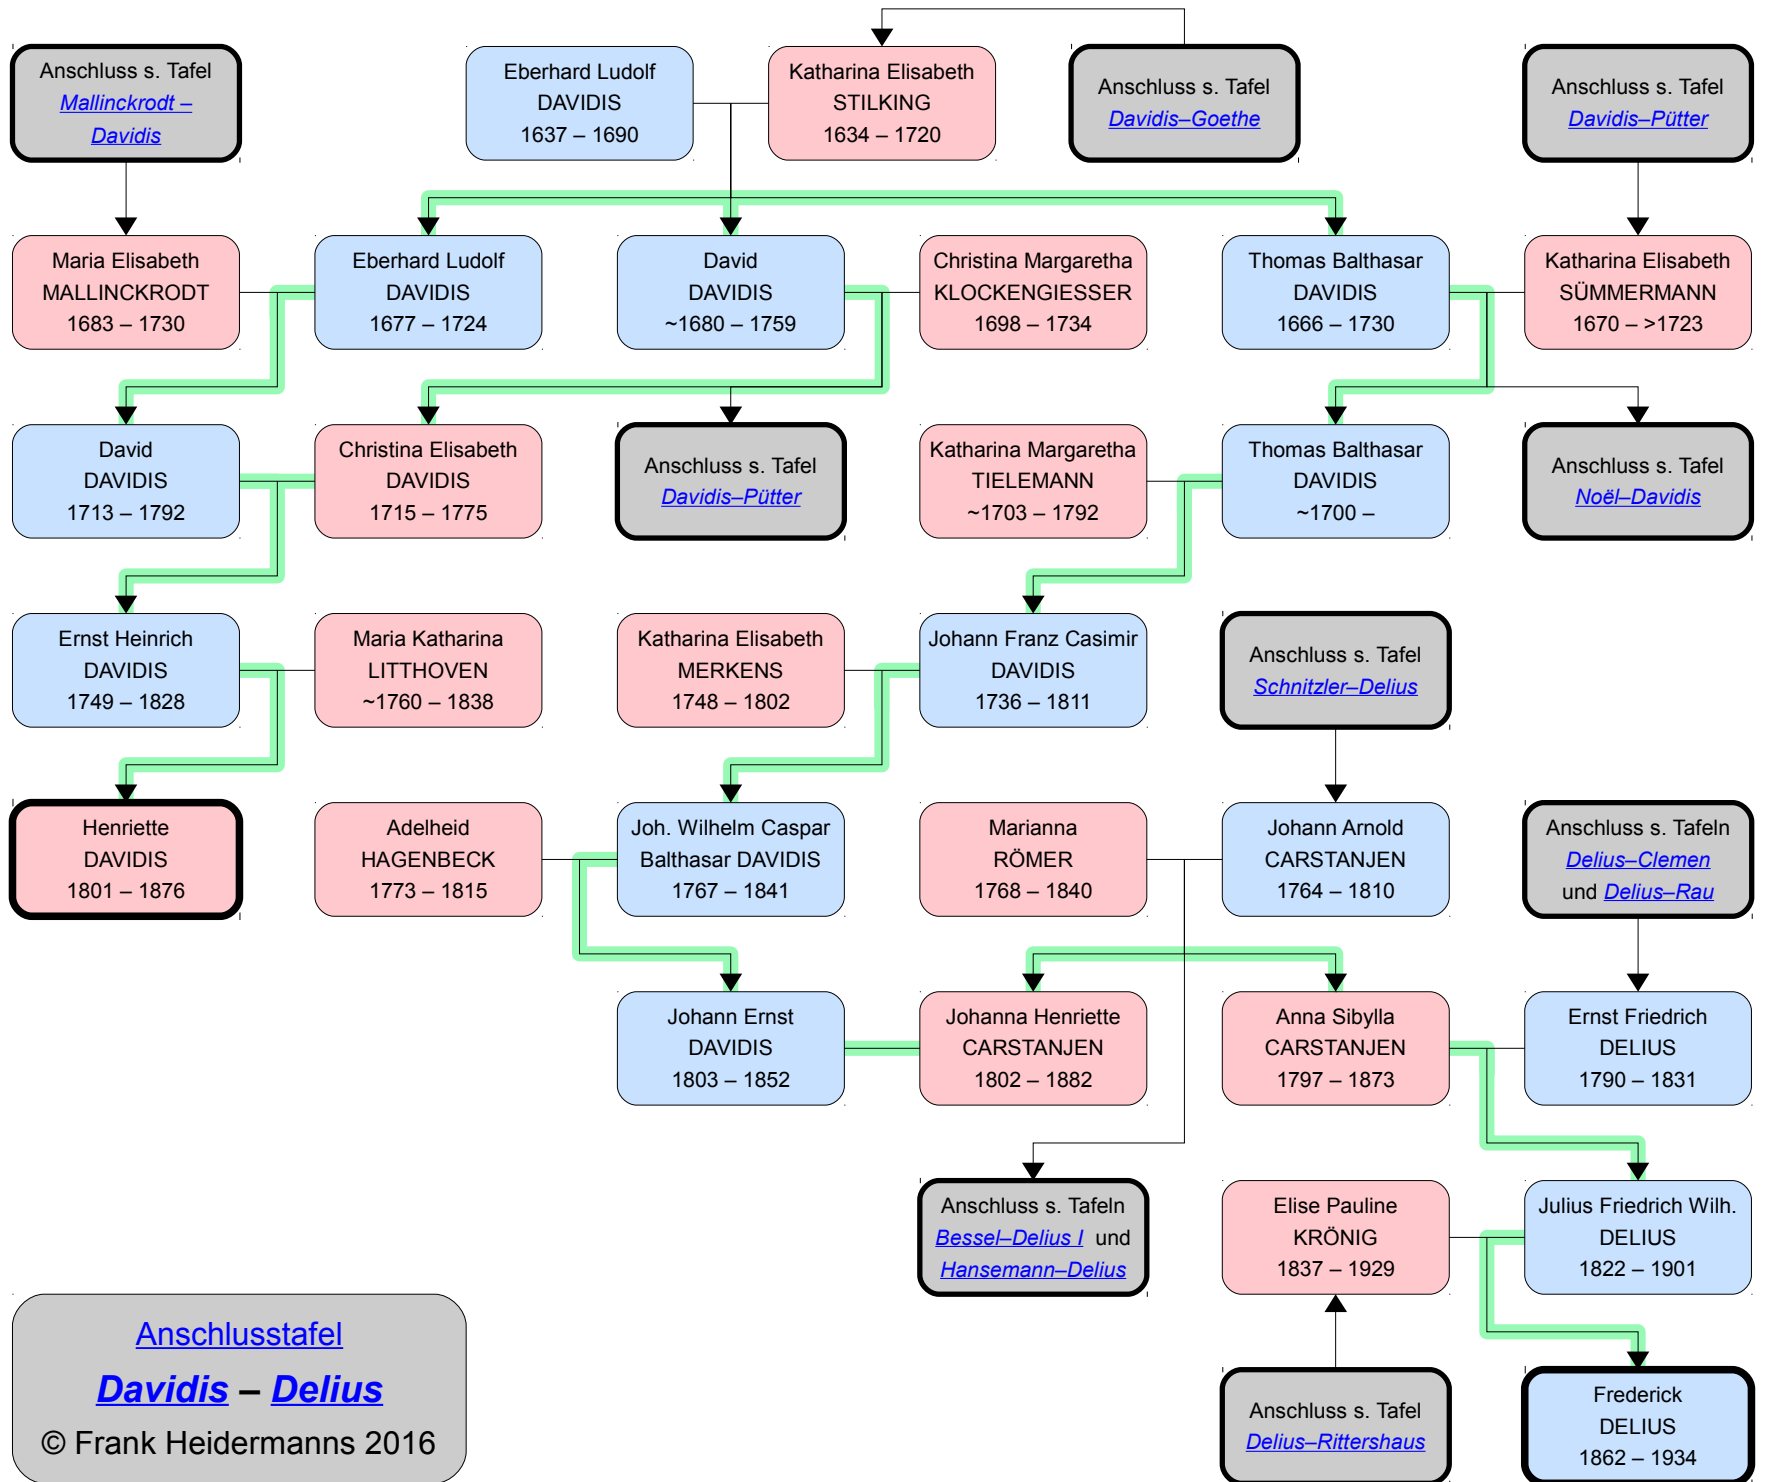 Anschluss s. Tafel
Mallinckrodt –
Davidis
Eberhard Ludolf
DAVIDIS
1637 – 1690
Katharina Elisabeth
STILKING
1634 – 1720
Anschluss s. Tafel
Davidis–Goethe
Anschluss s. Tafel
Davidis–Pütter
Maria Elisabeth
MALLINCKRODT
1683 – 1730
Eberhard Ludolf
DAVIDIS
1677 – 1724
David
DAVIDIS
~1680 – 1759
Christina Margaretha
KLOCKENGIESSER
1698 – 1734
Thomas Balthasar
DAVIDIS
1666 – 1730
Katharina Elisabeth
SÜMMERMANN
1670 – >1723
David
DAVIDIS
1713 – 1792
Christina Elisabeth
DAVIDIS
1715 – 1775
Anschluss s. Tafel
Davidis–Pütter
Katharina Margaretha
TIELEMANN
~1703 – 1792
Thomas Balthasar
DAVIDIS
~1700 –
Anschluss s. Tafel
Noël–Davidis
Ernst Heinrich
DAVIDIS
1749 – 1828
Maria Katharina
LITTHOVEN
~1760 – 1838
Katharina Elisabeth
MERKENS
1748 – 1802
Johann Franz Casimir
DAVIDIS
1736 – 1811
Anschluss s. Tafel
Schnitzler–Delius
Henriette
DAVIDIS
1801 – 1876
Adelheid
HAGENBECK
1773 – 1815
Joh. Wilhelm Caspar
Balthasar DAVIDIS
1767 – 1841
Marianna
RÖMER
1768 – 1840
Johann Arnold
CARSTANJEN
1764 – 1810
Anschluss s. Tafeln
Delius–Clemen
und Delius–Rau
Johann Ernst
DAVIDIS
1803 – 1852
Johanna Henriette
CARSTANJEN
1802 – 1882
Anna Sibylla
CARSTANJEN
1797 – 1873
Ernst Friedrich
DELIUS
1790 – 1831
Anschluss s. Tafeln
Bessel–Delius I und
Hansemann–Delius
Elise Pauline
KRÖNIG
1837 – 1929
Julius Friedrich Wilh.
DELIUS
1822 – 1901
Anschlusstafel
Davidis – Delius
© Frank Heidermanns 2016
Anschluss s. Tafel
Delius–Rittershaus
Frederick
DELIUS
1862 – 1934